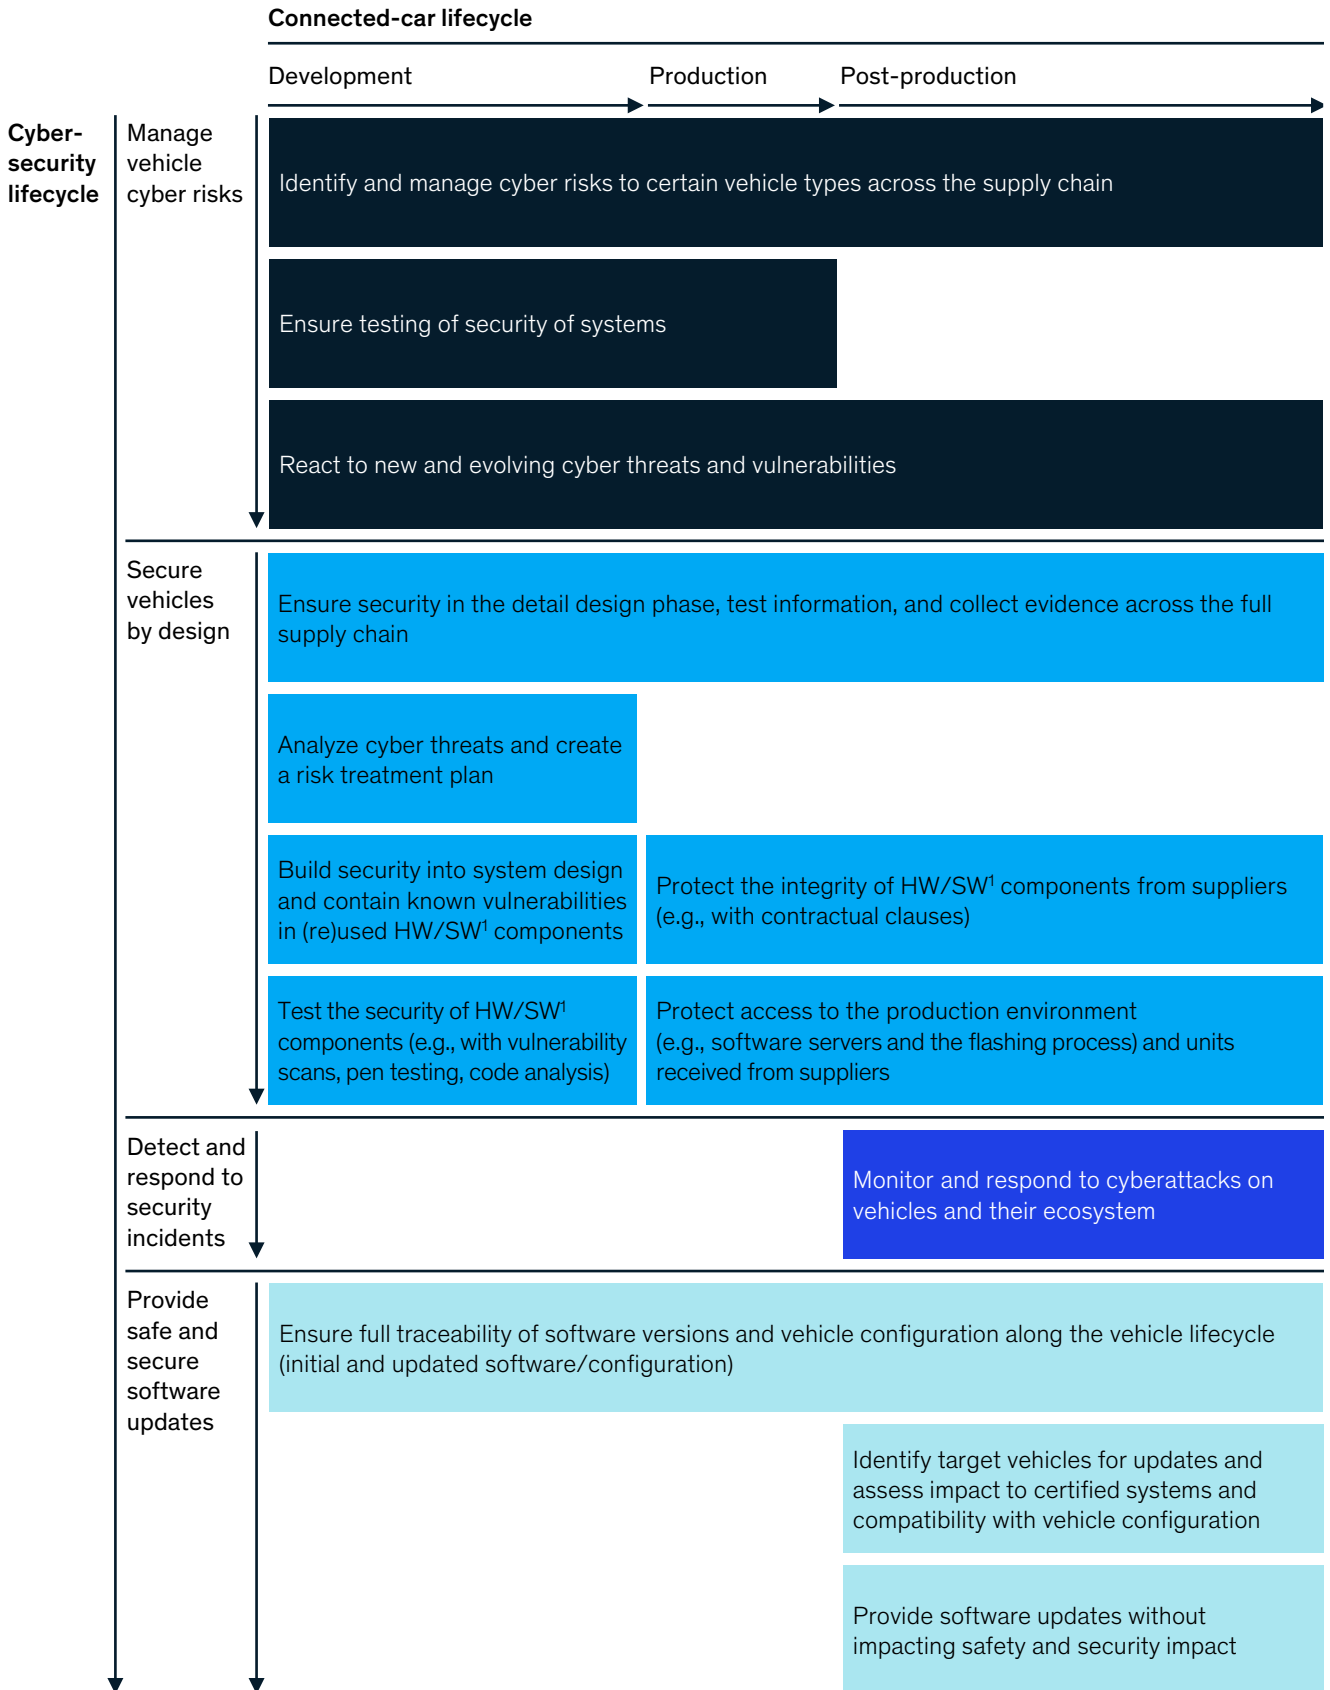 Connected-car lifecycle
Development
Production
Post-production
Cyber-
security
lifecycle
Manage
vehicle
cyber risks
Identify and manage cyber risks to certain vehicle types across the supply chain
Ensure testing of security of systems
React to new and evolving cyber threats and vulnerabilities
Secure
vehicles
by design
Ensure security in the detail design phase, test information, and collect evidence across the full
supply chain
Analyze cyber threats and create
a risk treatment plan
Build security into system design
and contain known vulnerabilities
in (re)used HW/SW¹ components
Protect the integrity of HW/SW¹ components from suppliers
(e.g., with contractual clauses)
Test the security of HW/SW¹
components (e.g., with vulnerability
scans, pen testing, code analysis)
Protect access to the production environment
(e.g., software servers and the flashing process) and units
received from suppliers
Detect and
respond to
security
incidents
Monitor and respond to cyberattacks on
vehicles and their ecosystem
Provide
safe and
secure
software
updates
Ensure full traceability of software versions and vehicle configuration along the vehicle lifecycle
(initial and updated software/configuration)
Identify target vehicles for updates and
assess impact to certified systems and
compatibility with vehicle configuration
Provide software updates without
impacting safety and security impact